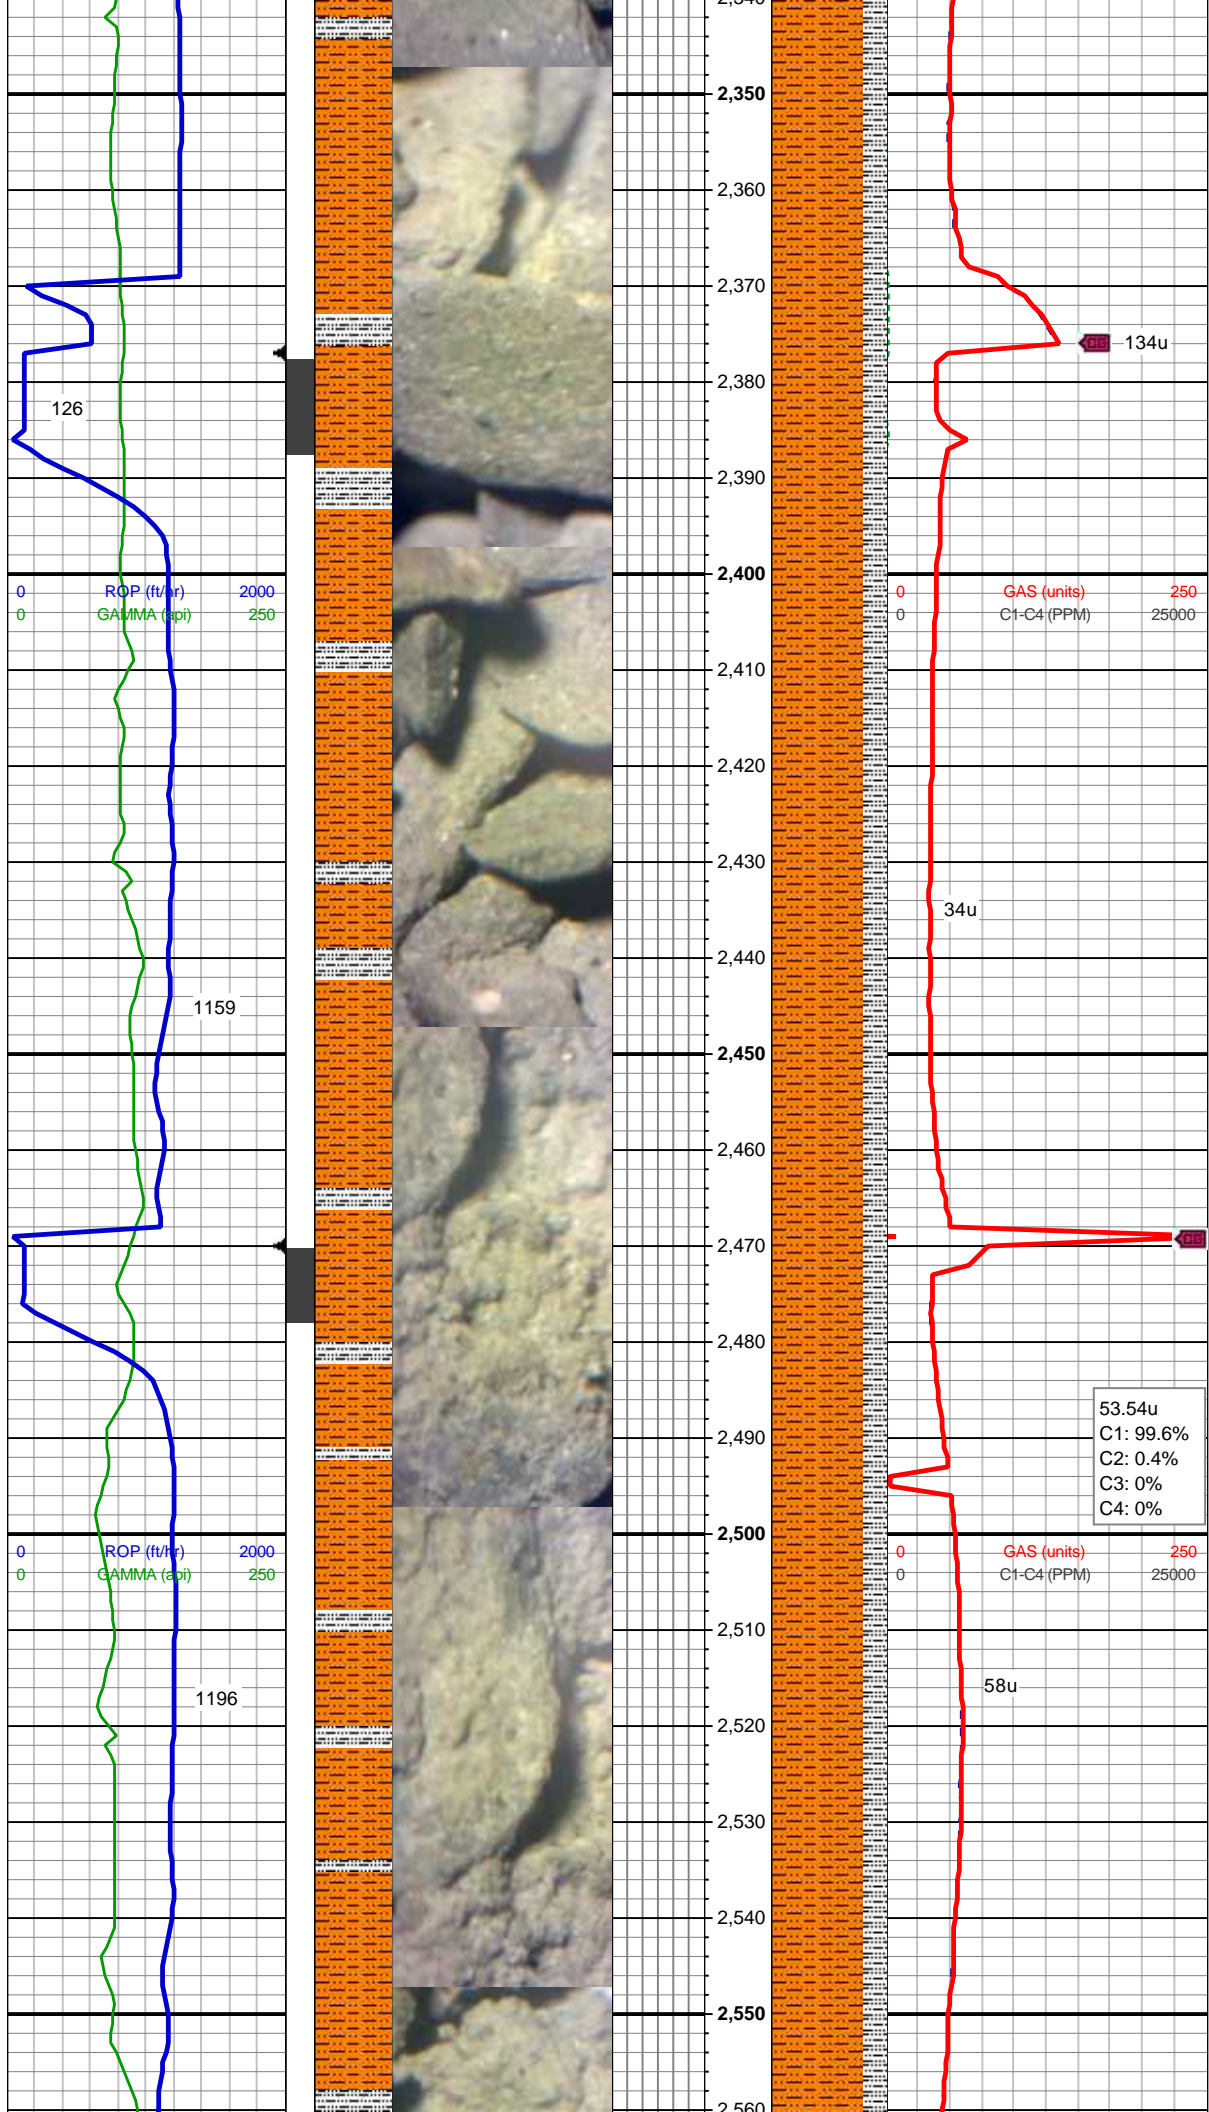 2,350
2,360
2,370
CG 134u
2,380
126
2,390
2,400
0 ROP (ft/hr) 2000
0 GAS (units) 250
0 GAMMA (api) 250
0 C1-C4 (PPM) 25000
2,410
2,420
2,430
34u
2,440
1159
2,450
2,460
2,470
CG
2,480
53.54u
C1: 99.6%
2,490
C2: 0.4%
C3: 0%
C4: 0%
2,500
0 ROP (ft/hr) 2000
0 GAS (units) 250
0 GAMMA (api) 250
0 C1-C4 (PPM) 25000
2,510
58u
1196
2,520
2,530
2,540
2,550
2,560